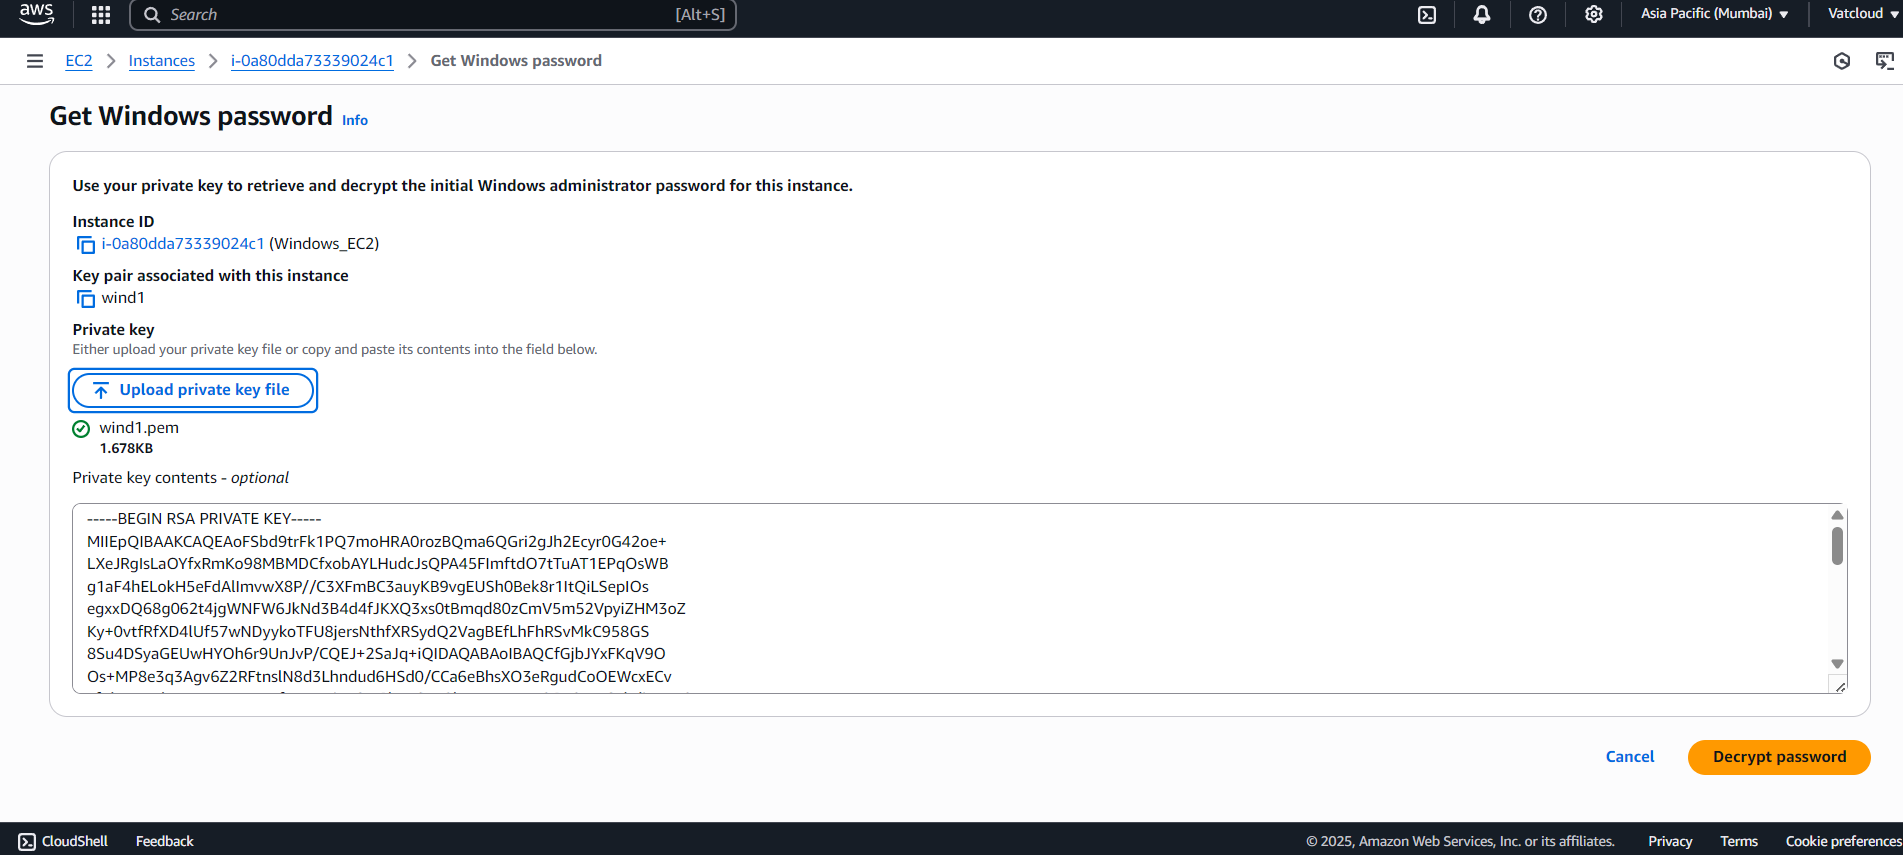 aws
Search [Alt+S]
Asia Pacific (Mumbai)
Vatcloud
EC2 > Instances > i-0a80dda73339024c1 > Get Windows password
Get Windows password Info
Use your private key to retrieve and decrypt the initial Windows administrator password for this instance.
Instance ID
i-0a80dda73339024c1 (Windows_EC2)
Key pair associated with this instance
wind1
Private key
Either upload your private key file or copy and paste its contents into the field below.
Upload private key file
wind1.pem
1.678KB
Private key contents - optional
-----BEGIN RSA PRIVATE KEY-----
MIIEpQIBAAKCAQEAoFSbd9trFk1PQ7moHRA0rozBQma6QGri2gJh2Ecyr0G42oe+
LXeJRgIsLaOYfxRmKo98MBMDCfxobAYLHudcJsQPA45FImftdO7tTuAT1EPqOsWB
g1aF4hELokH5eFdAlImvwX8P//C3XFmBC3auyKB9vgEUSh0Bek8r1ItQiLSepIOs
egxxDQ68g062t4jgWNFW6JkNd3B4d4fJKXQ3xs0tBmqd80zCmV5m52VpyiZHM3oZ
Ky+0vtfRfXD4lUf57wNDyykoTFU8jersNthfXRSydQ2VagBEfLhFhRSvMkC958GS
8Su4DSyaGEUwHYOh6r9UnJvP/CQEJ+2SaJq+iQIDAQABAoIBAQCfGjbJYxFKqV9O
Os+MP8e3q3Agv6Z2RFtnslN8d3Lhndud6HSd0/CCa6eBhsXO3eRgudCoOEWcxECv
Cancel
Decrypt password
CloudShell
Feedback
© 2025, Amazon Web Services, Inc. or its affiliates.
Privacy
Terms
Cookie preferences